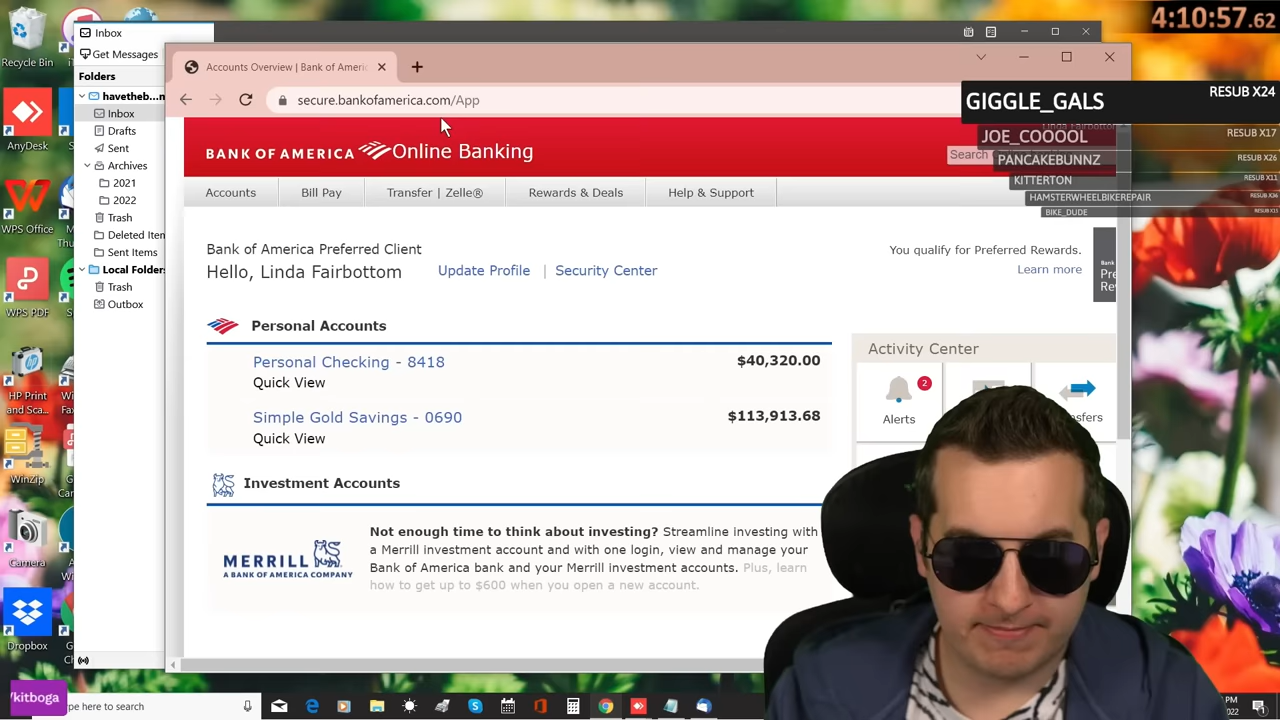 4:10:57.62
Recycle Bin
Inbox
Get Messages
Folders
haveth eb...
Inbox
Drafts
Sent
Archives
2021
2022
Trash
Deleted Iten
Sent Items
Local Folders
Trash
Outbox
AnyDesk
WPS Office
WPS PDF
HP Print
and Sca...
WinZip
Camera
Dropbox
Accounts Overview | Bank of Ameri
secure.bankofamerica.com/App
GIGGLE_GALS RESUB X24
JOE_COOOOL RESUB X17
PANCAKEBUNNZ RESUB X26
KITTERTON RESUB X11
HAMSTERWHEELBIKEREPAIR
BIKE_DUDE
BANK OF AMERICA Online Banking
Search
Accounts Bill Pay Transfer | Zelle® Rewards & Deals Help & Support
Bank of America Preferred Client
Hello, Linda Fairbottom Update Profile | Security Center
You qualify for Preferred Rewards.
Learn more
Personal Accounts
Personal Checking - 8418 $40,320.00
Quick View
Simple Gold Savings - 0690 $113,913.68
Quick View
Activity Center
2
Alerts
Investment Accounts
MERRILL
A BANK OF AMERICA COMPANY
Not enough time to think about investing? Streamline investing with
a Merrill investment account and with one login, view and manage your
Bank of America bank and your Merrill investment accounts. Plus, learn
how to get up to $600 when you open a new account.
/kitboga
pe here to search